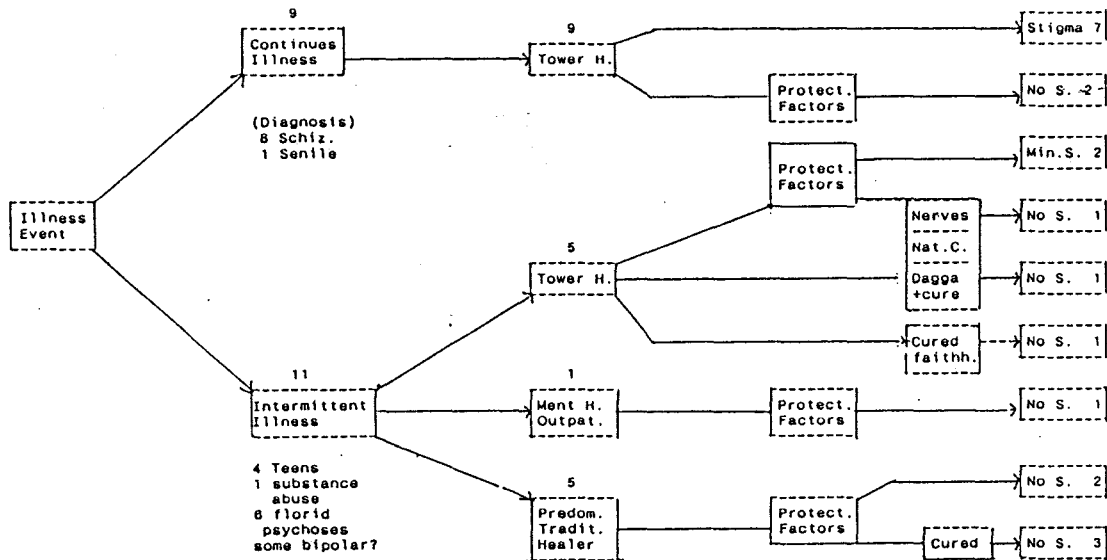 9
Continues
Illness
(Diagnosis)
8 Schiz.
1 Senile
9
Tower H.
Stigma 7
Protect.
Factors
No S. 2
Illness
Event
Protect.
Factors
Min.S. 2
5
Tower H.
Nerves
Nat.C.
Dagga
+cure
No S. 1
No S. 1
Cured
faithh.
No S. 1
11
Intermittent
Illness
4 Teens
1 substance
abuse
6 florid
psychoses
some bipolar?
1
Ment H.
Outpat.
Protect.
Factors
No S. 1
5
Predom.
Tradit.
Healer
Protect.
Factors
No S. 2
Cured
No S. 3